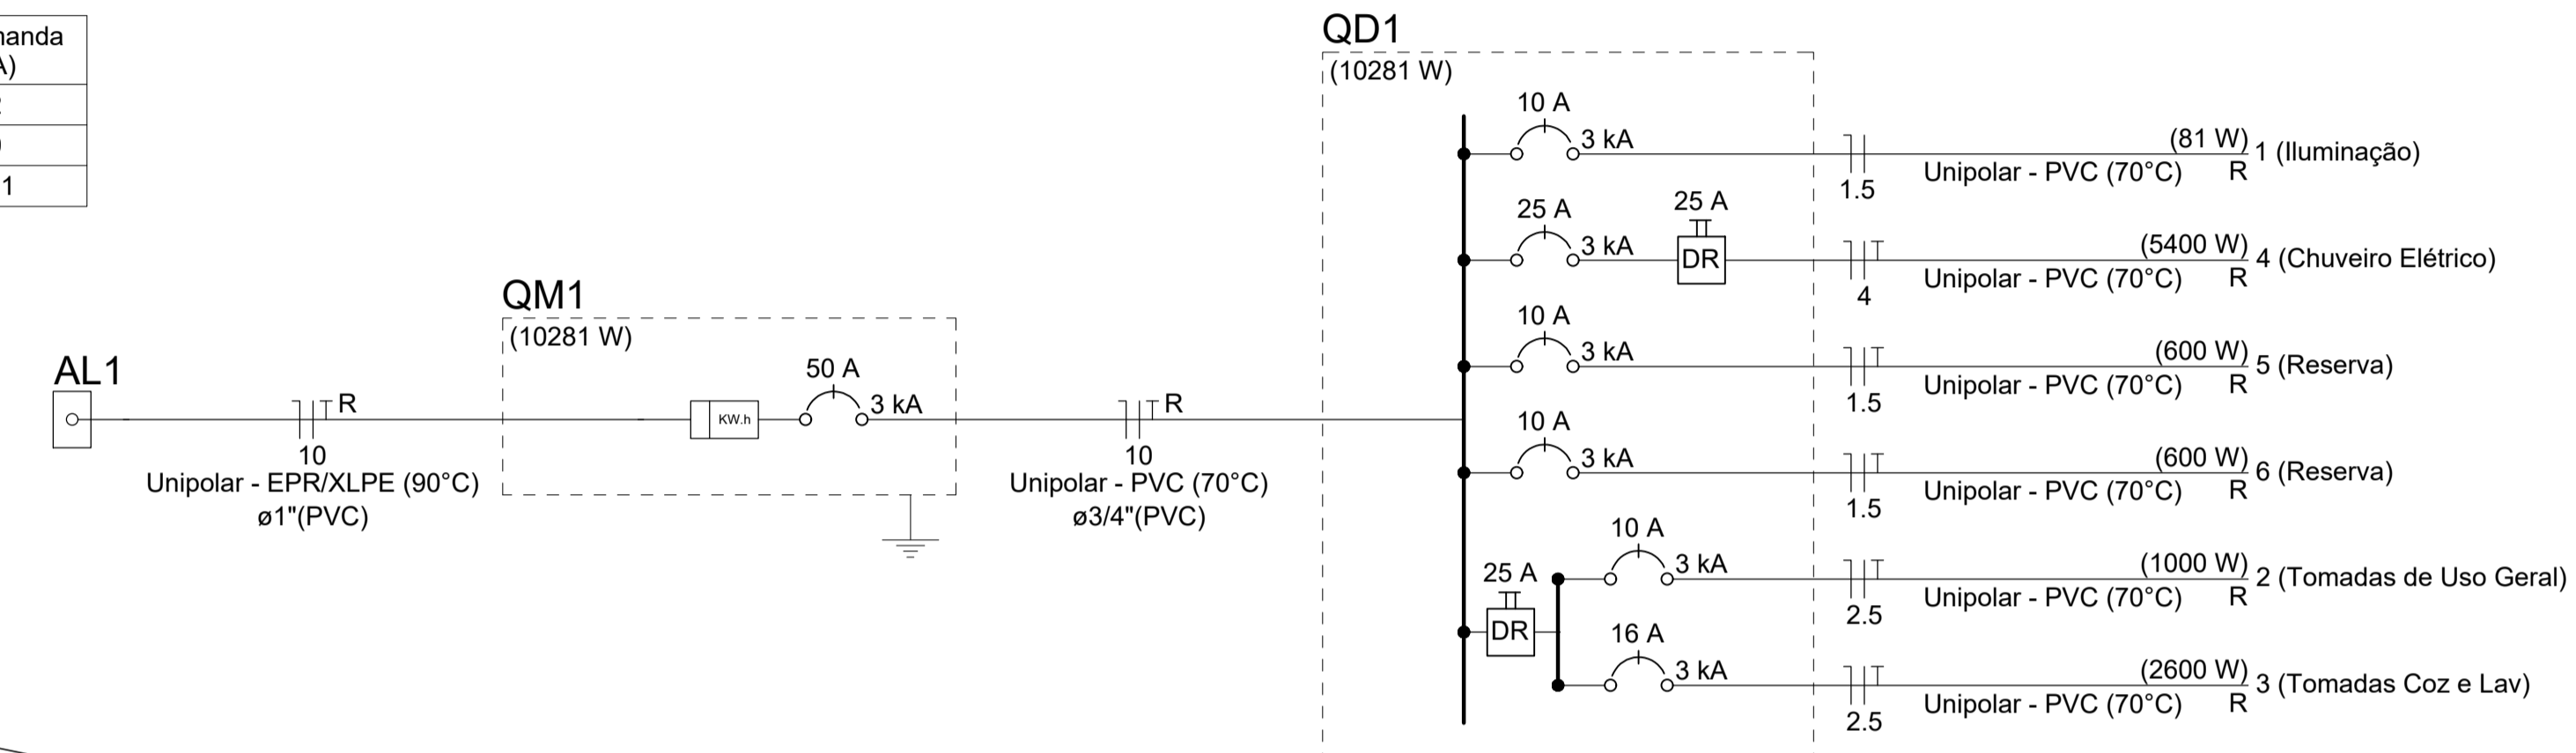 QD1
(10281 W)
10 A
3 kA
1.5
(81 W)
Unipolar - PVC (70°C)
R
1 (Iluminação)
25 A
3 kA
25 A
DR
4
(5400 W)
Unipolar - PVC (70°C)
R
4 (Chuveiro Elétrico)
10 A
3 kA
1.5
(600 W)
Unipolar - PVC (70°C)
R
5 (Reserva)
10 A
3 kA
1.5
(600 W)
Unipolar - PVC (70°C)
R
6 (Reserva)
25 A
DR
10 A
3 kA
2.5
(1000 W)
Unipolar - PVC (70°C)
R
2 (Tomadas de Uso Geral)
16 A
3 kA
2.5
(2600 W)
Unipolar - PVC (70°C)
R
3 (Tomadas Coz e Lav)
QM1
(10281 W)
KW.h
50 A
3 kA
AL1
R
10
Unipolar - EPR/XLPE (90°C)
ø1"(PVC)
R
10
Unipolar - PVC (70°C)
ø3/4"(PVC)